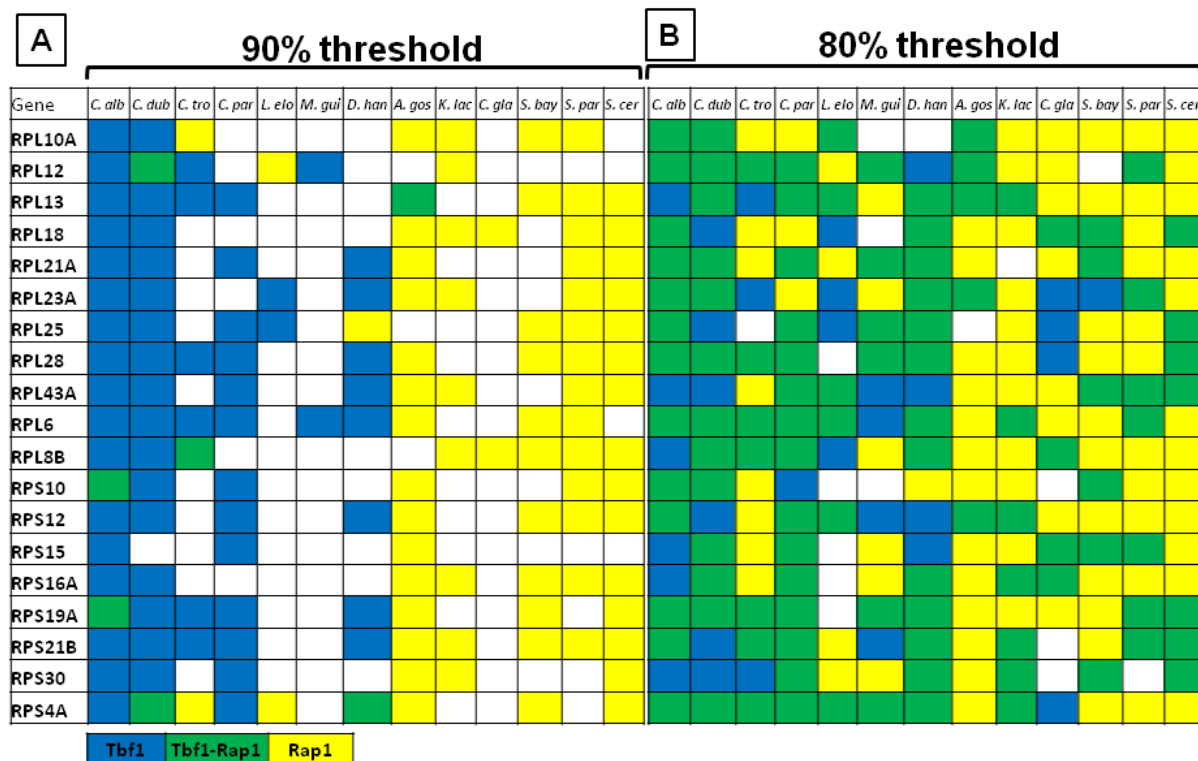 A 90% threshold B 80% threshold
Gene C. alb C. dub C. tro C. par L. elo M. gui D. han A. gos K. lac C. gla S. bay S. par S. cer C. alb C. dub C. tro C. par L. elo M. gui D. han A. gos K. lac C. gla S. bay S. par S. cer
RPL10A
RPL12
RPL13
RPL18
RPL21A
RPL23A
RPL25
RPL28
RPL43A
RPL6
RPL8B
RPS10
RPS12
RPS15
RPS16A
RPS19A
RPS21B
RPS30
RPS4A
Tbf1 Tbf1-Rap1 Rap1